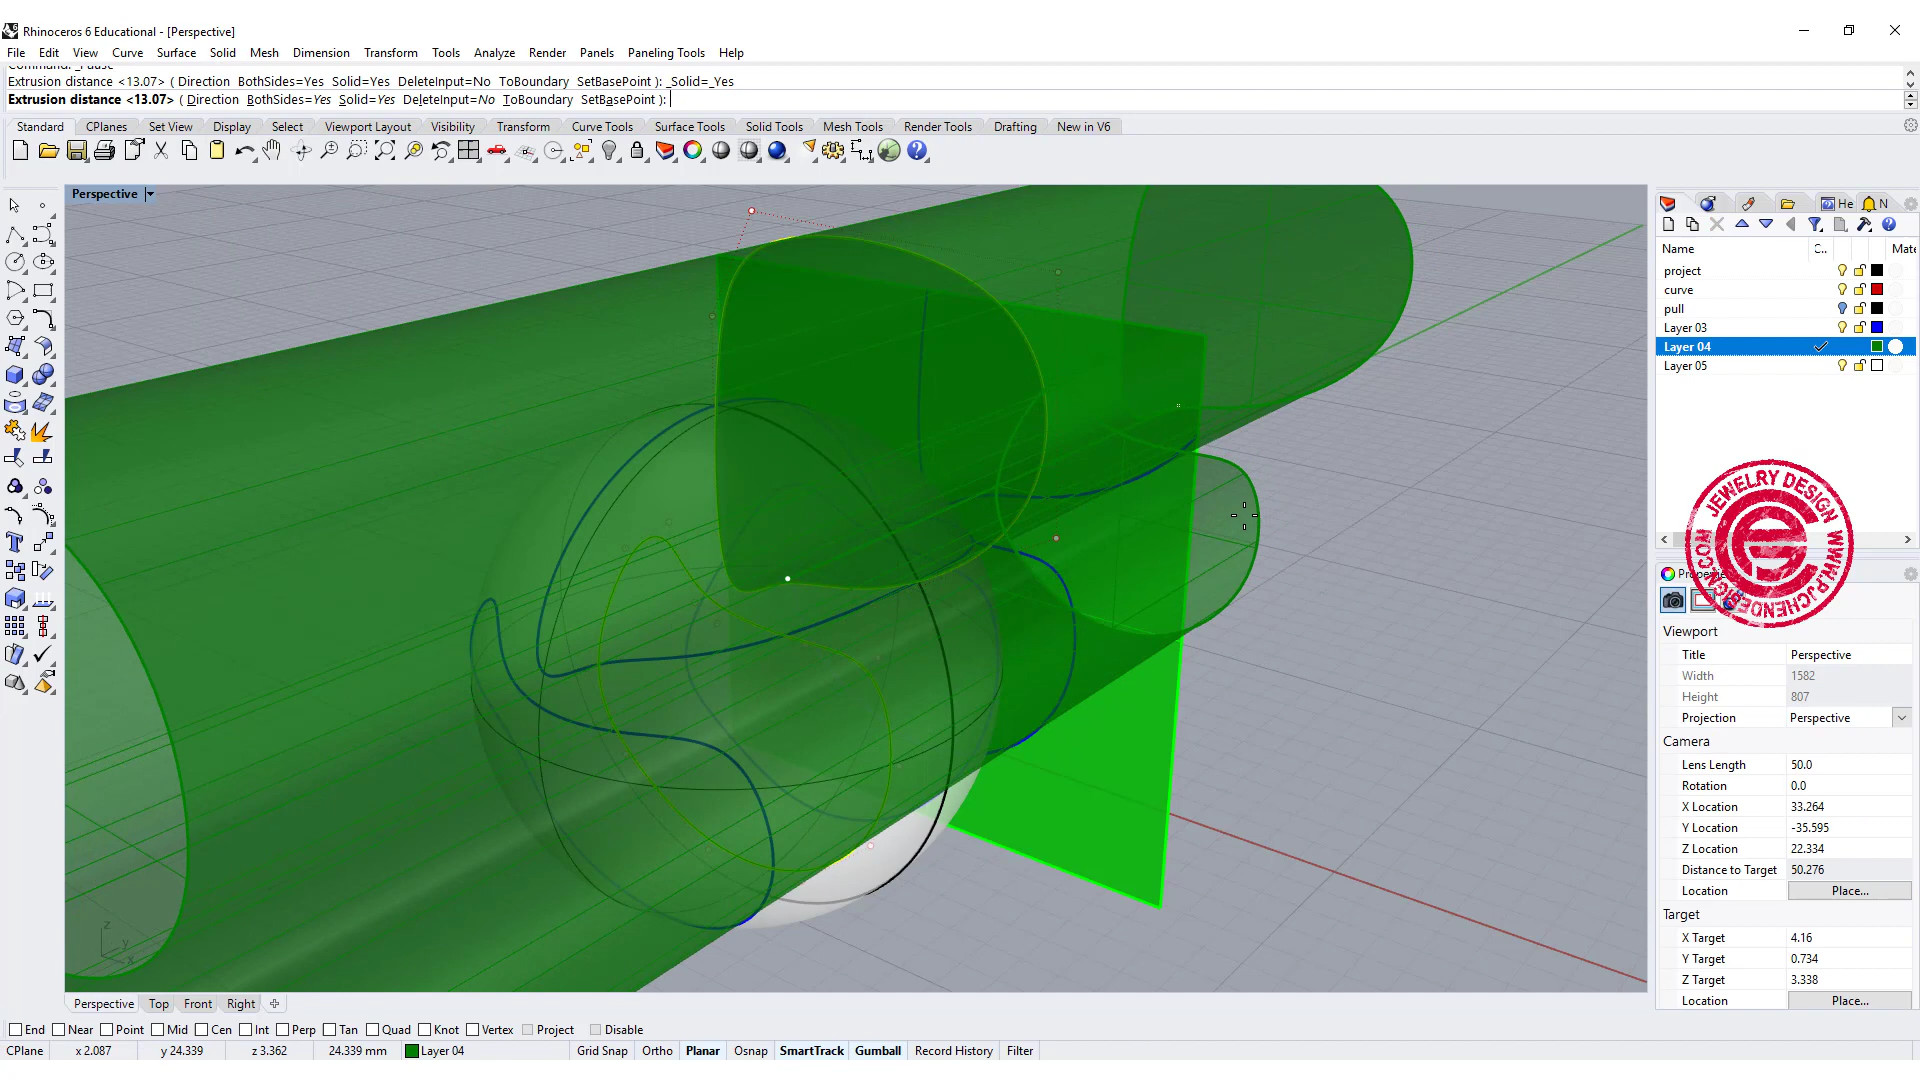 Rhinoceros 6 Educational - [Perspective]
File Edit View Curve Surface Solid Mesh Dimension Transform Tools Analyze Render Panels Paneling Tools Help
Command: _Pause
Extrusion distance <13.07> ( Direction BothSides=Yes Solid=Yes DeleteInput=No ToBoundary SetBasePoint ): _Solid=_Yes
Extrusion distance <13.07> ( Direction BothSides=Yes Solid=Yes DeleteInput=No ToBoundary SetBasePoint ):
Standard CPlanes Set View Display Select Viewport Layout Visibility Transform Curve Tools Surface Tools Solid Tools Mesh Tools Render Tools Drafting New in V6
Perspective
He N
Name C.. Mate
project
curve
pull
Layer 03
Layer 04
Layer 05
JEWELRY DESIGN WWW.PJCHENDESIGN.COM
Viewport
Title Perspective
Width 1582
Height 807
Projection Perspective
Camera
Lens Length 50.0
Rotation 0.0
X Location 33.264
Y Location -35.595
Z Location 22.334
Distance to Target 50.276
Location Place...
Target
X Target 4.16
Y Target 0.734
Z Target 3.338
Location Place...
z
y
x
Perspective Top Front Right
End Near Point Mid Cen Int Perp Tan Quad Knot Vertex Project Disable
CPlane x 2.087 y 24.339 z 3.362 24.339 mm Layer 04 Grid Snap Ortho Planar Osnap SmartTrack Gumball Record History Filter